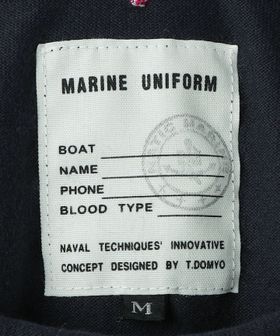 MARINE UNIFORM
BOAT
NAME
PHONE
BLOOD TYPE
NAVAL TECHNIQUES' INNOVATIVE
CONCEPT DESIGNED BY T.DOMYO
M